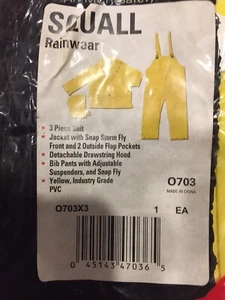 SQUALL
Rainwear
• 3 Piece Suit
• Jacket with Snap Storm Fly
Front and 2 Outside Flap Pockets
• Detachable Drawstring Hood
• Bib Pants with Adjustable
Suspenders, and Snap Fly
• Yellow, Industry Grade
PVC
O703
MADE IN CHINA
O703X3 1 EA
0 45143 47036 5